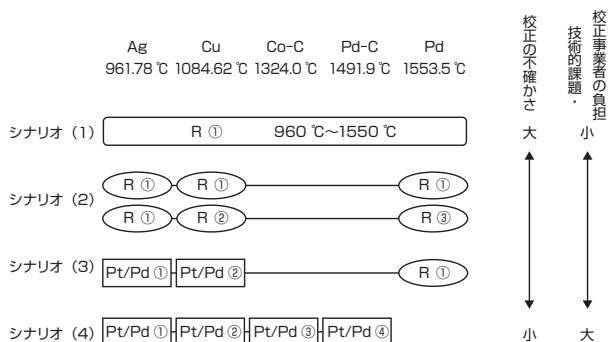 Ag Cu Co-C Pd-C Pd
961.78 ℃ 1084.62 ℃ 1324.0 ℃ 1491.9 ℃ 1553.5 ℃
校正の不確かさ
技術的課題・
校正事業者の負担
大 小
シナリオ（1） R ① 960 ℃～1550 ℃
シナリオ（2） R ① R ① R ①
R ① R ② R ③
シナリオ（3） Pt/Pd ① Pt/Pd ② R ①
シナリオ（4） Pt/Pd ① Pt/Pd ② Pt/Pd ③ Pt/Pd ④
小 大